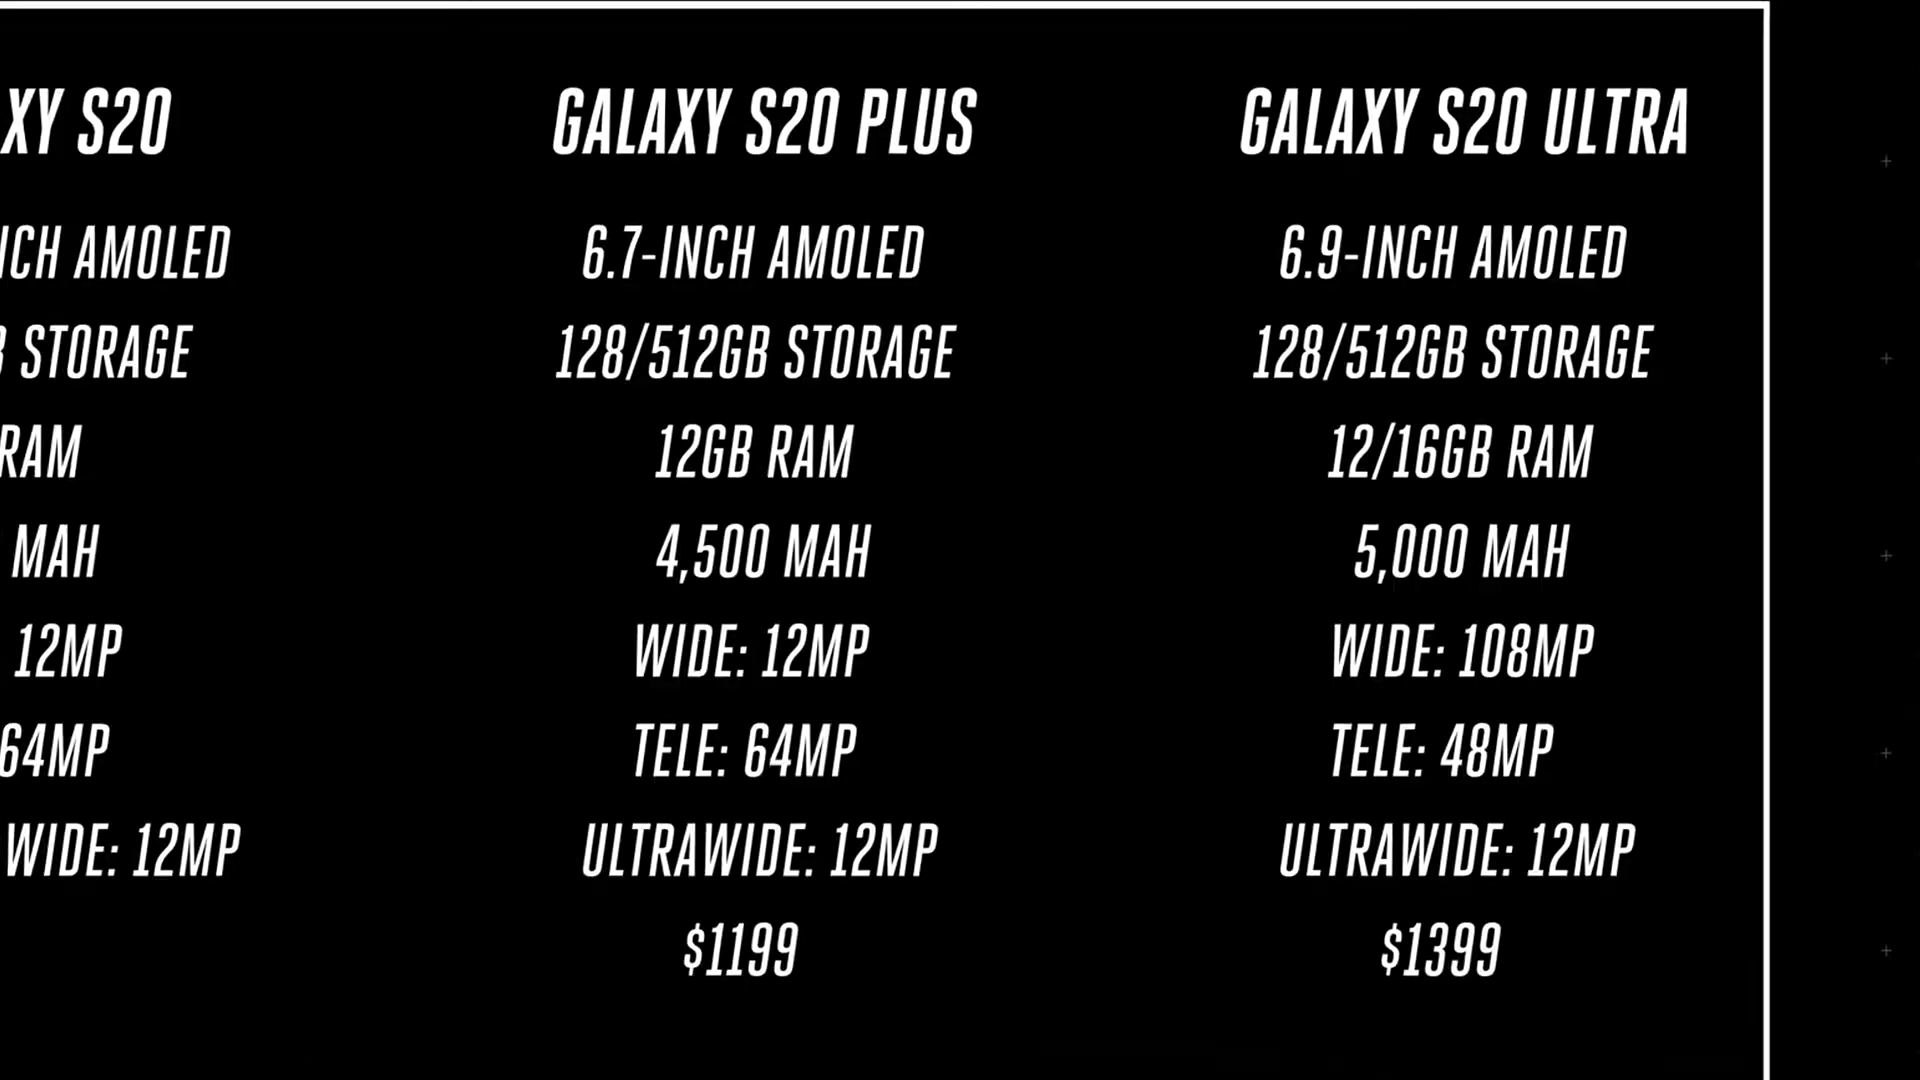 XY S20 GALAXY S20 PLUS GALAXY S20 ULTRA
AMOLED 6.7-INCH AMOLED 6.9-INCH AMOLED
STORAGE 128/512GB STORAGE 128/512GB STORAGE
RAM 12GB RAM 12/16GB RAM
MAH 4,500 MAH 5,000 MAH
12MP WIDE: 12MP WIDE: 108MP
64MP TELE: 64MP TELE: 48MP
WIDE: 12MP ULTRAWIDE: 12MP ULTRAWIDE: 12MP
$1199 $1399